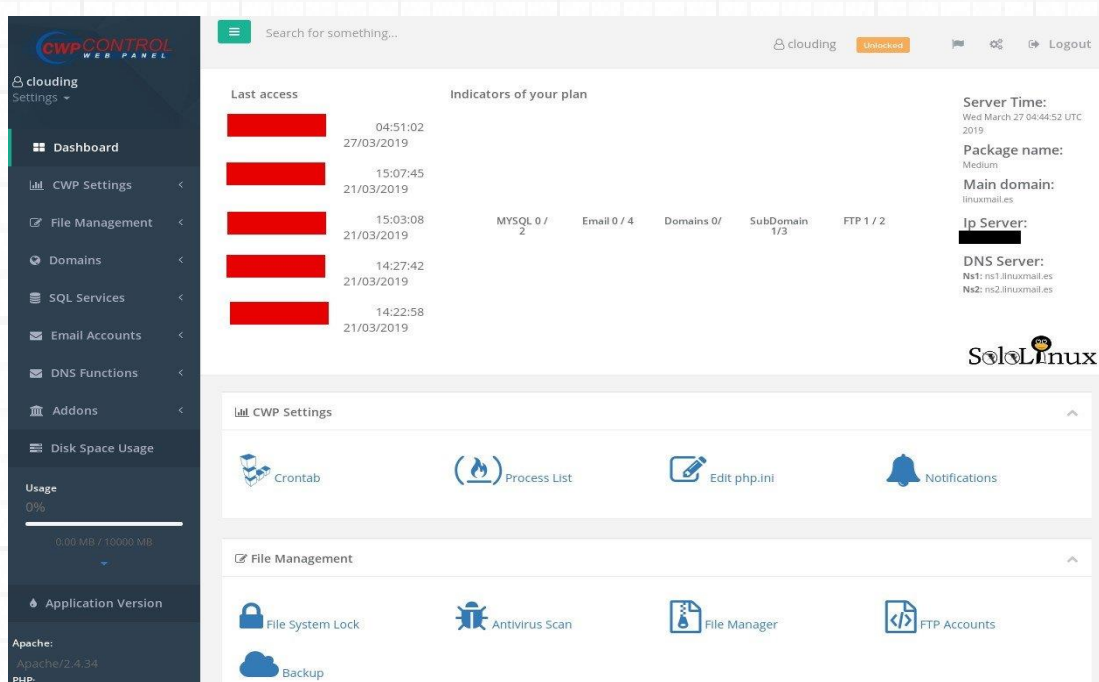 CWP CONTROL
WEB PANEL
clouding
Settings
Dashboard
CWP Settings
File Management
Domains
SQL Services
Email Accounts
DNS Functions
Addons
Disk Space Usage
Usage
0%
0.00 MB / 10000 MB
Application Version
Apache:
Apache/2.4.34
PHP:
Search for something...
clouding
Unlocked
Logout
Last access
04:51:02
27/03/2019
15:07:45
21/03/2019
15:03:08
21/03/2019
14:27:42
21/03/2019
14:22:58
21/03/2019
Indicators of your plan
MYSQL 0 /
2
Email 0 / 4
Domains 0/
SubDomain
1/3
FTP 1 / 2
Server Time:
Wed March 27 04:44:52 UTC
2019
Package name:
Medium
Main domain:
linuxmail.es
Ip Server:
DNS Server:
Ns1: ns1.linuxmail.es
Ns2: ns2.linuxmail.es
SoloLinux
CWP Settings
Crontab
Process List
Edit php.ini
Notifications
File Management
File System Lock
Antivirus Scan
File Manager
FTP Accounts
Backup